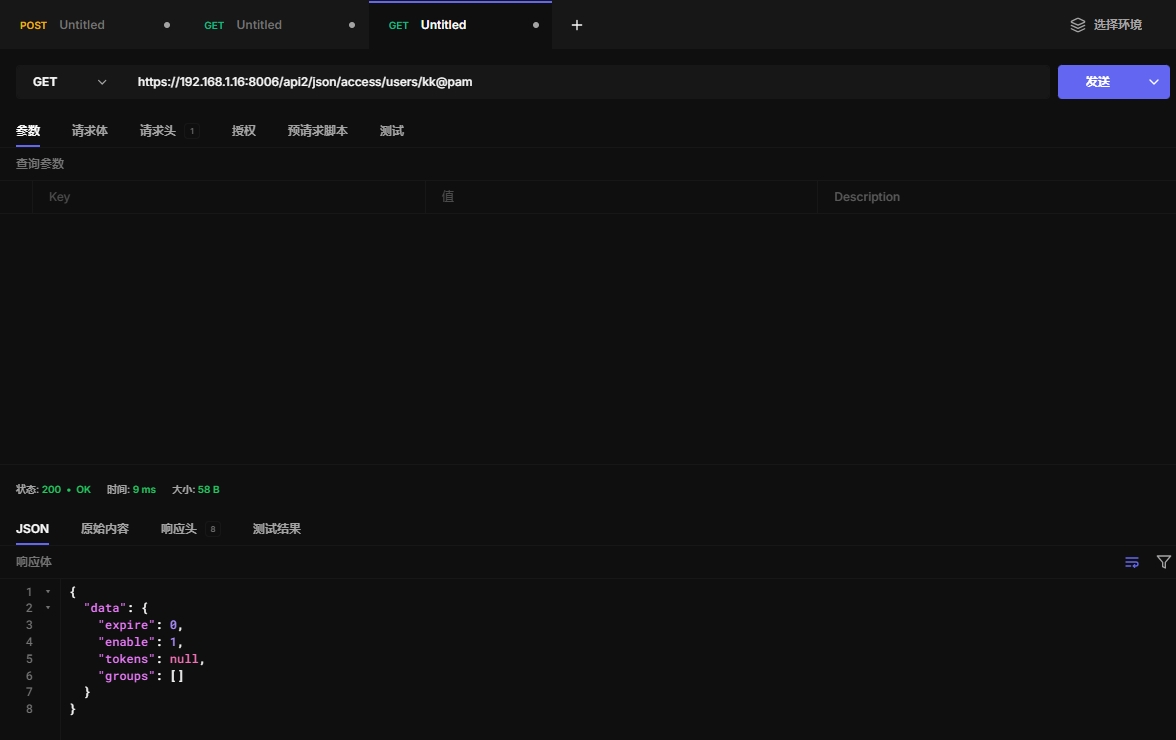 POST Untitled GET Untitled GET Untitled + 选择环境
GET https://192.168.1.16:8006/api2/json/access/users/kk@pam 发送
参数 请求体 请求头 1 授权 预请求脚本 测试
查询参数
Key 值 Description
状态: 200 • OK 时间: 9 ms 大小: 58 B
JSON 原始内容 响应头 8 测试结果
响应体
1 {
2 "data": {
3 "expire": 0,
4 "enable": 1,
5 "tokens": null,
6 "groups": []
7 }
8 }